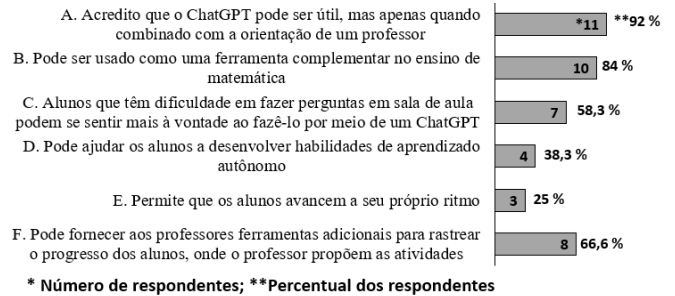 A. Acredito que o ChatGPT pode ser útil, mas apenas quando
combinado com a orientação de um professor
*11
**92 %
B. Pode ser usado como uma ferramenta complementar no ensino de
matemática
10
84 %
C. Alunos que têm dificuldade em fazer perguntas em sala de aula
podem se sentir mais à vontade ao fazê-lo por meio de um ChatGPT
7
58,3 %
D. Pode ajudar os alunos a desenvolver habilidades de aprendizado
autônomo
4
38,3 %
E. Permite que os alunos avancem a seu próprio ritmo
3
25 %
F. Pode fornecer aos professores ferramentas adicionais para rastrear
o progresso dos alunos, onde o professor propõem as atividades
8
66,6 %
* Número de respondentes; **Percentual dos respondentes